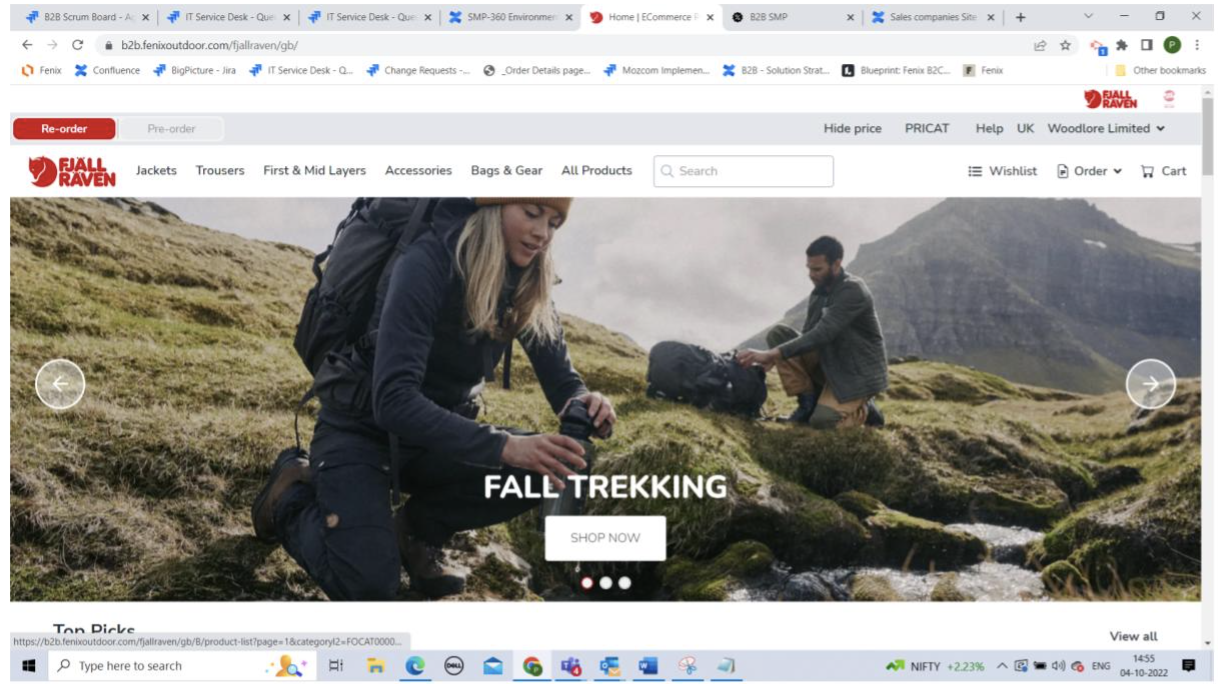 B2B Scrum Board - Ag
IT Service Desk - Que
IT Service Desk - Que
SMP-360 Environmen
Home | ECommerce F
B2B SMP
Sales companies Site
b2b.fenixoutdoor.com/fjallraven/gb/
Fenix
Confluence
BigPicture - Jira
IT Service Desk - Q...
Change Requests -...
_Order Details page...
Mozcom Implemen...
B2B - Solution Strat...
Blueprint: Fenix B2C...
Fenix
Other bookmarks
FJÄLL
RÄVEN
Re-order
Pre-order
Hide price
PRICAT
Help
UK
Woodlore Limited
FJÄLL
RÄVEN
Jackets
Trousers
First & Mid Layers
Accessories
Bags & Gear
All Products
Search
Wishlist
Order
Cart
FALL TREKKING
SHOP NOW
Top Picks
View all
https://b2b.fenixoutdoor.com/fjallraven/gb/B/product-list?page=1&categoryl2=FOCAT0000...
Type here to search
DELL
NIFTY +2.23%
ENG
14:55
04-10-2022